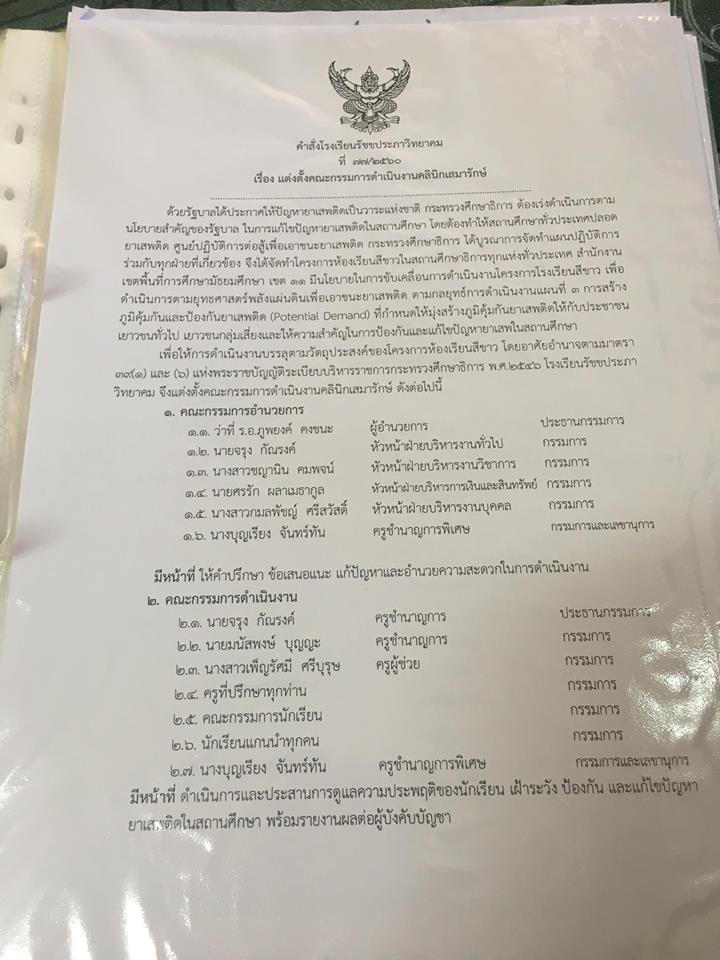 คำสั่งโรงเรียนรัชชประภาวิทยาคม
ที่ ๗๗/๒๕๖๐
เรื่อง แต่งตั้งคณะกรรมการดำเนินงานคลินิกเสมารักษ์
ด้วยรัฐบาลได้ประกาศให้ปัญหายาเสพติดเป็นวาระแห่งชาติ กระทรวงศึกษาธิการ ต้องเร่งดำเนินการตาม
นโยบายสำคัญของรัฐบาล ในการแก้ไขปัญหายาเสพติดในสถานศึกษา โดยต้องทำให้สถานศึกษาทั่วประเทศปลอด
ยาเสพติด ศูนย์ปฏิบัติการต่อสู้เพื่อเอาชนะยาเสพติด กระทรวงศึกษาธิการ ได้บูรณาการจัดทำแผนปฏิบัติการ
ร่วมกับทุกฝ่ายที่เกี่ยวข้อง จึงได้จัดทำโครงการห้องเรียนสีขาวในสถานศึกษาธิการทุกแห่งทั่วประเทศ สำนักงาน
เขตพื้นที่การศึกษามัธยมศึกษา เขต ๑๑ มีนโยบายในการขับเคลื่อนการดำเนินงานโครงการโรงเรียนสีขาว เพื่อ
ดำเนินการตามยุทธศาสตร์พลังแผ่นดินเพื่อเอาชนะยาเสพติด ตามกลยุทธ์การดำเนินงานแผนที่ ๓ การสร้าง
ภูมิคุ้มกันและป้องกันยาเสพติด (Potential Demand) ที่กำหนดให้มุ่งสร้างภูมิคุ้มกันยาเสพติดให้กับประชาชน
เยาวชนทั่วไป เยาวชนกลุ่มเสี่ยงและให้ความสำคัญในการป้องกันและแก้ไขปัญหายาเสพในสถานศึกษา
เพื่อให้การดำเนินงานบรรลุตามวัตถุประสงค์ของโครงการห้องเรียนสีขาว โดยอาศัยอำนาจตามมาตรา
๓๙(๑) และ (๖) แห่งพระราชบัญญัติระเบียบบริหารราชการกระทรวงศึกษาธิการ พ.ศ.๒๕๔๖ โรงเรียนรัชชประภา
วิทยาคม จึงแต่งตั้งคณะกรรมการดำเนินงานคลินิกเสมารักษ์ ดังต่อไปนี้
๑. คณะกรรมการอำนวยการ
๑.๑. ว่าที่ ร.อ.ภูพยงค์ คงชนะ ผู้อำนวยการ ประธานกรรมการ
๑.๒. นายจรุง กัณรงค์ หัวหน้าฝ่ายบริหารงานทั่วไป กรรมการ
๑.๓. นางสาวชญานิน คมพจน์ หัวหน้าฝ่ายบริหารงานวิชาการ กรรมการ
๑.๔. นายศรรัก ผลาเมธากูล หัวหน้าฝ่ายบริหารการเงินและสินทรัพย์ กรรมการ
๑.๕. นางสาวกมลพัชญ์ ศรีสวัสดิ์ หัวหน้าฝ่ายบริหารงานบุคคล กรรมการ
๑.๖. นางบุญเรียง จันทร์ทัน ครูชำนาญการพิเศษ กรรมการและเลขานุการ
มีหน้าที่ ให้คำปรึกษา ข้อเสนอแนะ แก้ปัญหาและอำนวยความสะดวกในการดำเนินงาน
๒. คณะกรรมการดำเนินงาน
๒.๑. นายจรุง กัณรงค์ ครูชำนาญการ ประธานกรรมการ
๒.๒. นายมนัสพงษ์ บุญญะ ครูชำนาญการ กรรมการ
๒.๓. นางสาวเพ็ญรัศมี ศรีบุรุษ ครูผู้ช่วย กรรมการ
๒.๔. ครูที่ปรึกษาทุกท่าน กรรมการ
๒.๕. คณะกรรมการนักเรียน กรรมการ
๒.๖. นักเรียนแกนนำทุกคน กรรมการ
๒.๗. นางบุญเรียง จันทร์ทัน ครูชำนาญการพิเศษ กรรมการและเลขานุการ
มีหน้าที่ ดำเนินการและประสานการดูแลความประพฤติของนักเรียน เฝ้าระวัง ป้องกัน และแก้ไขปัญหา
ยาเสพติดในสถานศึกษา พร้อมรายงานผลต่อผู้บังคับบัญชา